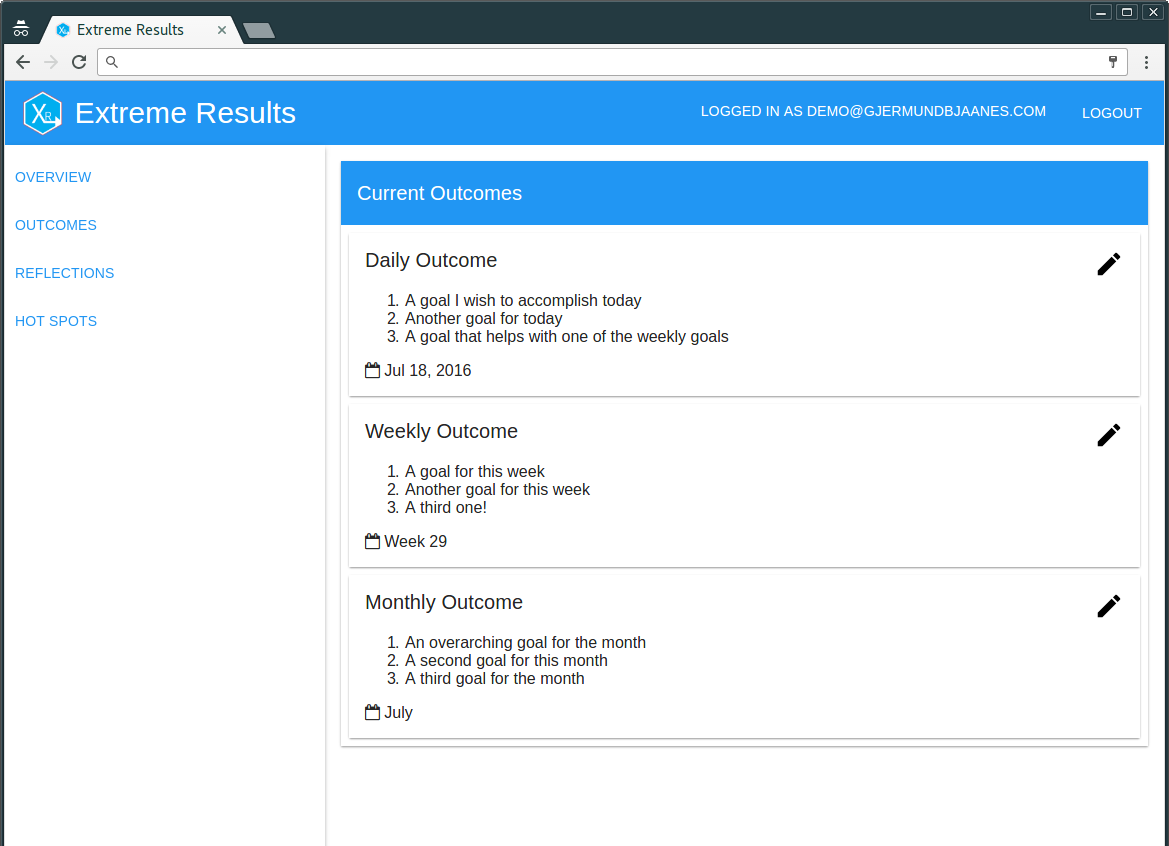 Extreme Results
XR Extreme Results
LOGGED IN AS DEMO@GJERMUNDBJAANES.COM
LOGOUT
OVERVIEW
OUTCOMES
REFLECTIONS
HOT SPOTS
Current Outcomes
Daily Outcome
1. A goal I wish to accomplish today
2. Another goal for today
3. A goal that helps with one of the weekly goals
Jul 18, 2016
Weekly Outcome
1. A goal for this week
2. Another goal for this week
3. A third one!
Week 29
Monthly Outcome
1. An overarching goal for the month
2. A second goal for this month
3. A third goal for the month
July